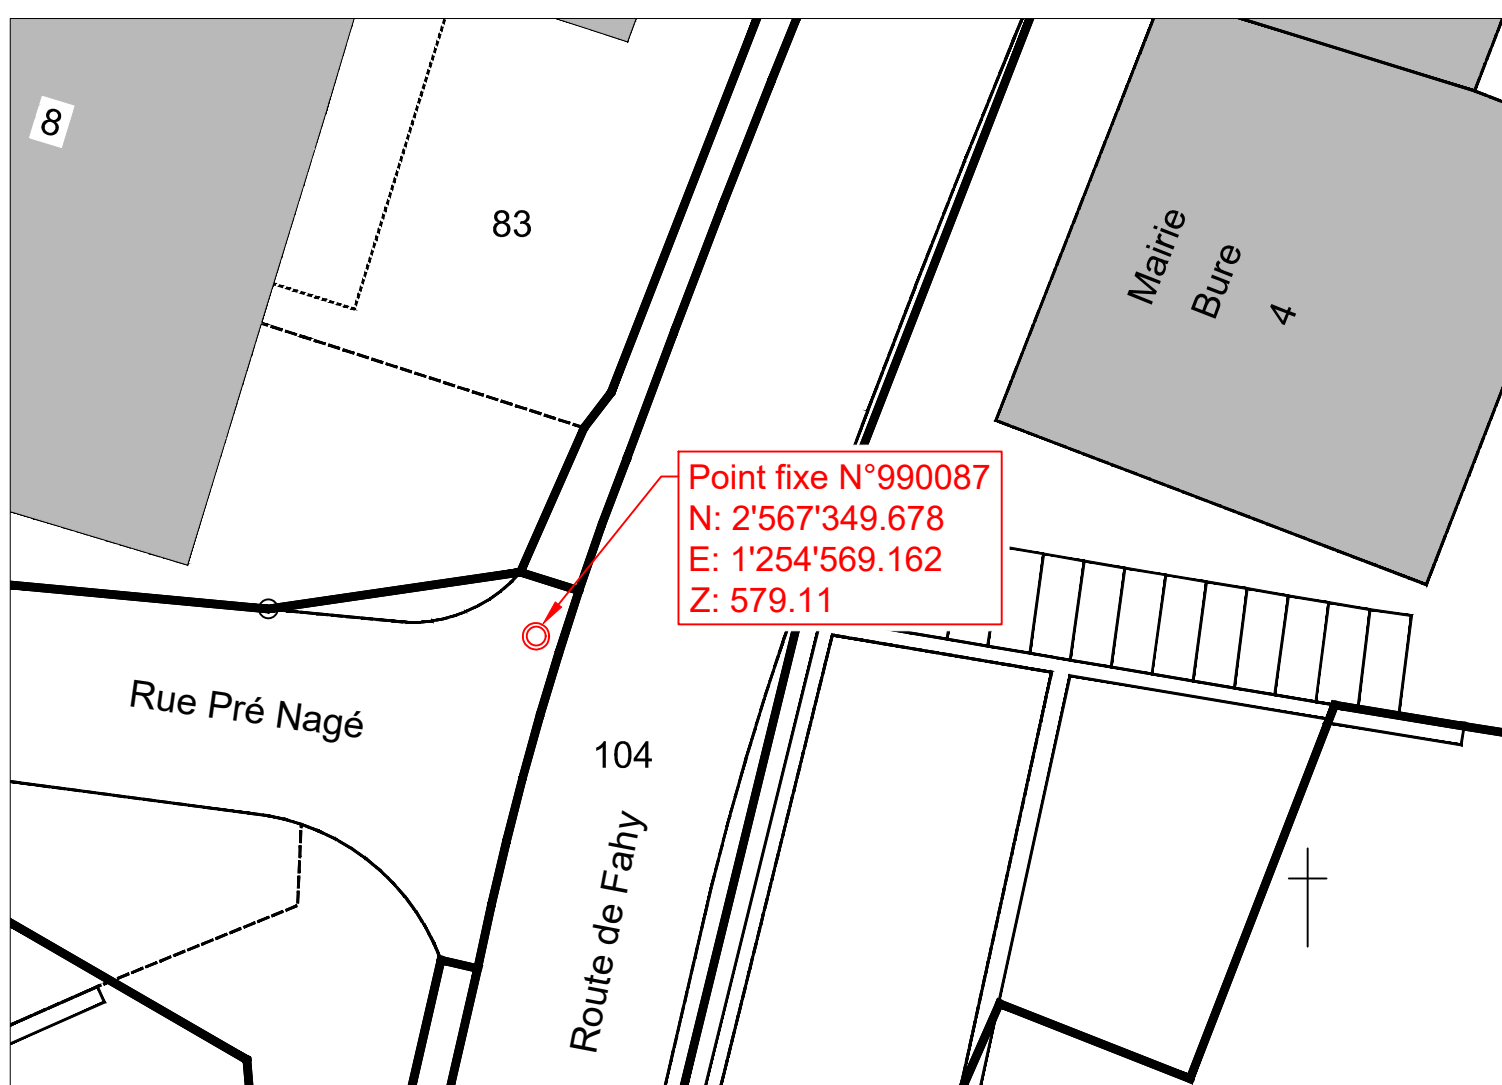 8
83
Mairie
Bure
4
Point fixe N°990087
N: 2'567'349.678
E: 1'254'569.162
Z: 579.11
Rue Pré Nagé
104
Route de Fahy